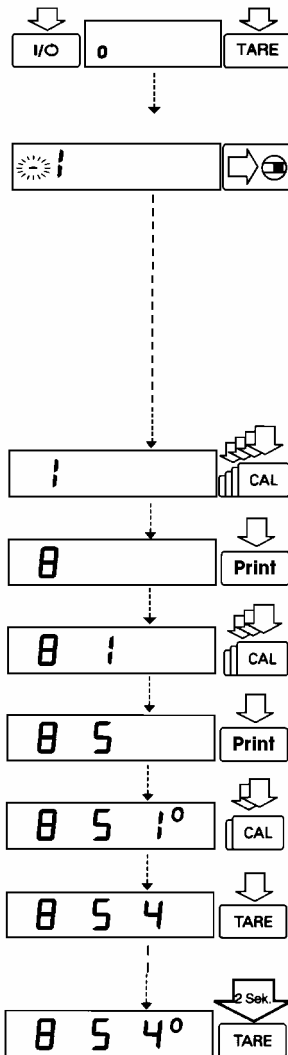 I/O 0 TARE
-1
1 CAL
8 Print
8 1 CAL
8 5 Print
8 5 1° CAL
8 5 4 TARE
2 Sek.
8 5 4° TARE